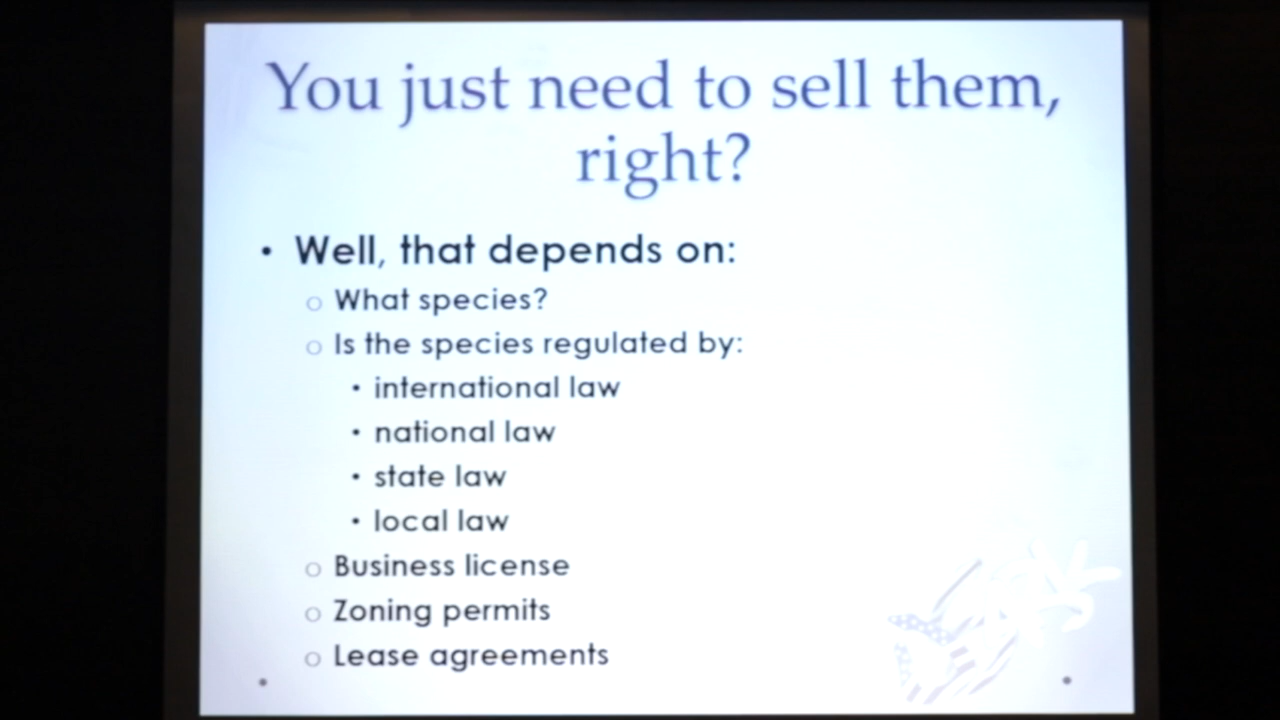 You just need to sell them,
right?
• Well, that depends on:
o What species?
o Is the species regulated by:
• international law
• national law
• state law
• local law
o Business license
o Zoning permits
o Lease agreements